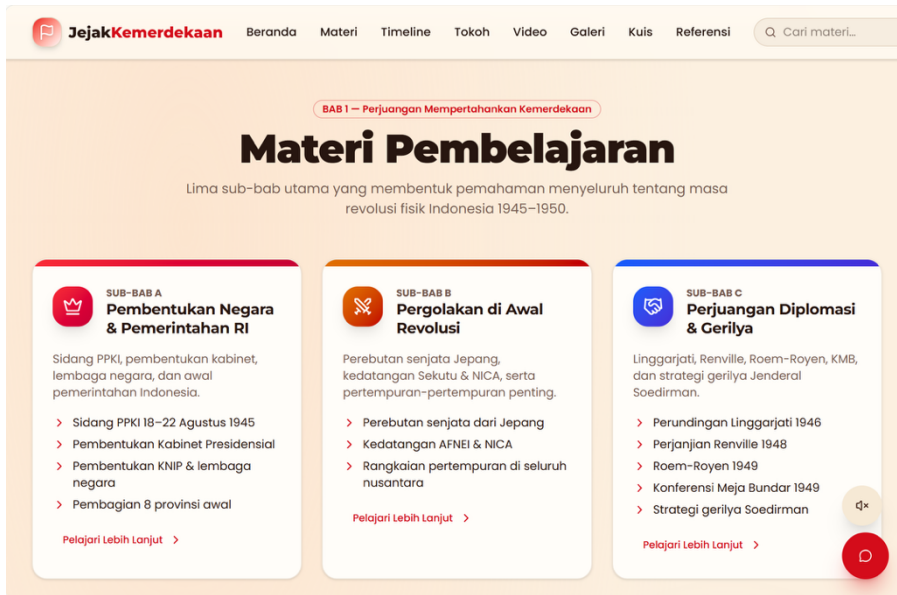 JejakKemerdekaan Beranda Materi Timeline Tokoh Video Galeri Kuis Referensi Cari materi...
BAB 1 — Perjuangan Mempertahankan Kemerdekaan
Materi Pembelajaran
Lima sub-bab utama yang membentuk pemahaman menyeluruh tentang masa
revolusi fisik Indonesia 1945–1950.
SUB-BAB A
Pembentukan Negara
& Pemerintahan RI
Sidang PPKI, pembentukan kabinet,
lembaga negara, dan awal
pemerintahan Indonesia.
Sidang PPKI 18–22 Agustus 1945
Pembentukan Kabinet Presidensial
Pembentukan KNIP & lembaga
negara
Pembagian 8 provinsi awal
Pelajari Lebih Lanjut
SUB-BAB B
Pergolakan di Awal
Revolusi
Perebutan senjata Jepang,
kedatangan Sekutu & NICA, serta
pertempuran-pertempuran penting.
Perebutan senjata dari Jepang
Kedatangan AFNEI & NICA
Rangkaian pertempuran di seluruh
nusantara
Pelajari Lebih Lanjut
SUB-BAB C
Perjuangan Diplomasi
& Gerilya
Linggarjati, Renville, Roem-Royen, KMB,
dan strategi gerilya Jenderal
Soedirman.
Perundingan Linggarjati 1946
Perjanjian Renville 1948
Roem-Royen 1949
Konferensi Meja Bundar 1949
Strategi gerilya Soedirman
Pelajari Lebih Lanjut